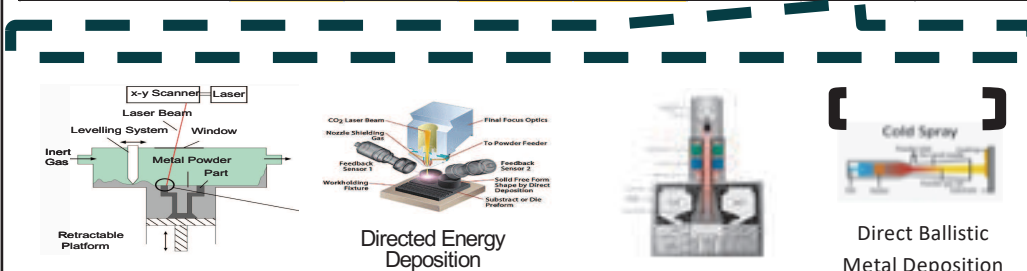 x-y Scanner
Laser
Laser Beam
Levelling System
Window
Inert
Gas
Metal Powder
Part
Retractable
Platform
CO₂ Laser Beam
Nozzle Shielding
Gas
Feedback
Sensor 1
Workholding
Fixture
Final Focus Optics
To Powder Feeder
Feedback
Sensor 2
Solid Free Form
Shape by Direct
Deposition
Substract or Die
Preform
Directed Energy
Deposition
Cold Spray
Direct Ballistic
Metal Deposition